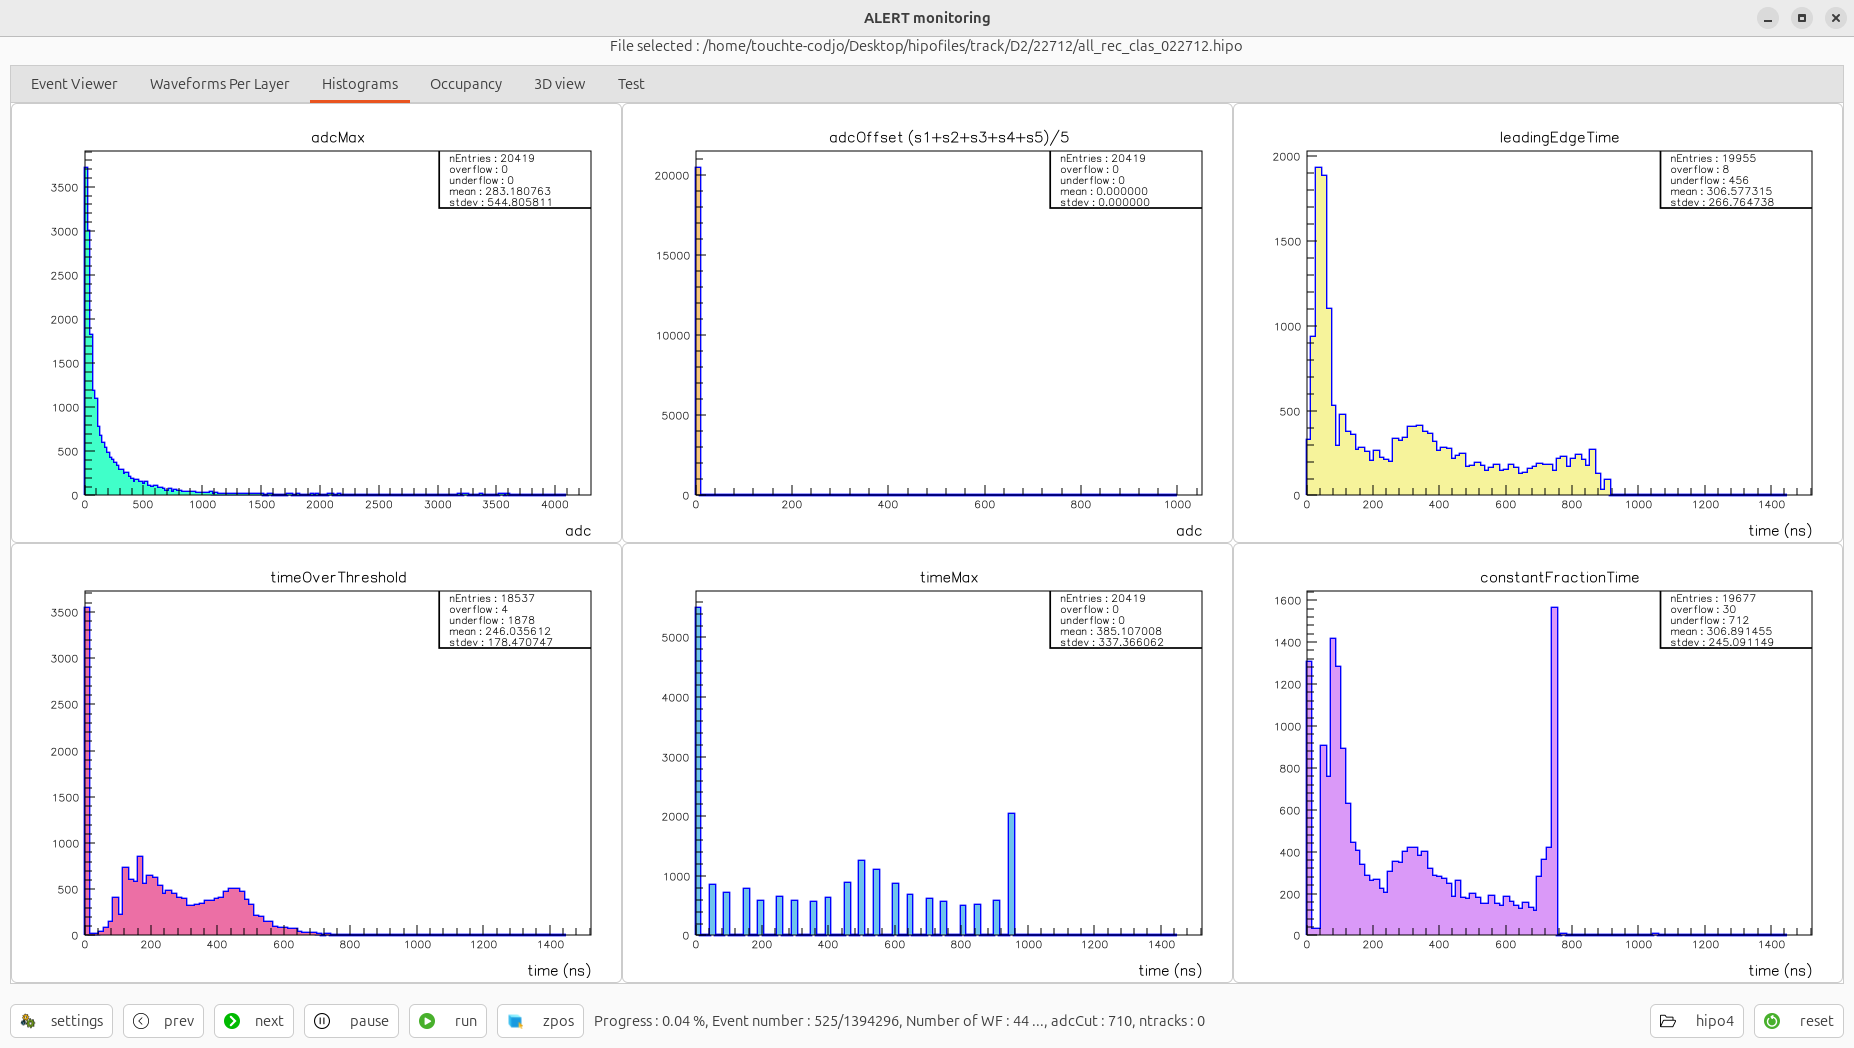 ALERT monitoring
File selected : /home/touchte-codjo/Desktop/hipofiles/track/D2/22712/all_rec_clas_022712.hipo
Event Viewer Waveforms Per Layer Histograms Occupancy 3D view Test
adcMax
nEntries : 20419
overflow : 0
underflow : 0
mean : 283.180763
stdev : 544.805811
3500
3000
2500
2000
1500
1000
500
0
0 500 1000 1500 2000 2500 3000 3500 4000
adc
adcOffset (s1+s2+s3+s4+s5)/5
nEntries : 20419
overflow : 0
underflow : 0
mean : 0.000000
stdev : 0.000000
20000
15000
10000
5000
0
0 200 400 600 800 1000
adc
leadingEdgeTime
nEntries : 19955
overflow : 8
underflow : 456
mean : 306.577315
stdev : 266.764738
2000
1500
1000
500
0
0 200 400 600 800 1000 1200 1400
time (ns)
timeOverThreshold
nEntries : 18537
overflow : 4
underflow : 1878
mean : 246.035612
stdev : 178.470747
3500
3000
2500
2000
1500
1000
500
0
0 200 400 600 800 1000 1200 1400
time (ns)
timeMax
nEntries : 20419
overflow : 0
underflow : 0
mean : 385.107008
stdev : 337.366062
5000
4000
3000
2000
1000
0
0 200 400 600 800 1000 1200 1400
time (ns)
constantFractionTime
nEntries : 19677
overflow : 30
underflow : 712
mean : 306.891455
stdev : 245.091149
1600
1400
1200
1000
800
600
400
200
0
0 200 400 600 800 1000 1200 1400
time (ns)
settings prev next pause run zpos Progress : 0.04 %, Event number : 525/1394296, Number of WF : 44 ..., adcCut : 710, ntracks : 0 hipo4 reset